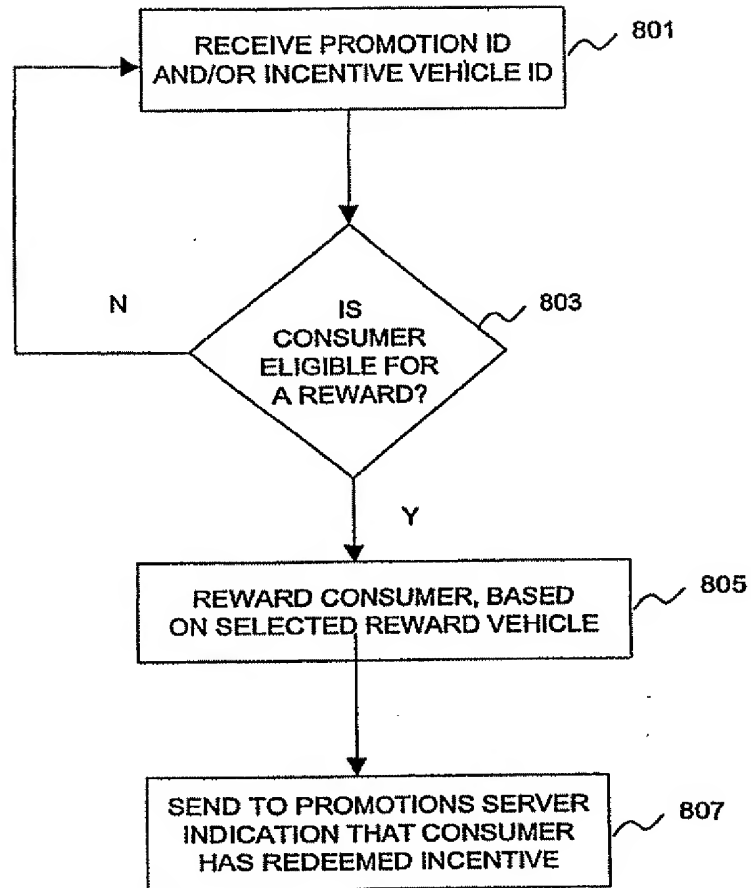 RECEIVE PROMOTION ID
AND/OR INCENTIVE VEHICLE ID
801
N
IS
CONSUMER
ELIGIBLE FOR
A REWARD?
803
Y
REWARD CONSUMER, BASED
ON SELECTED REWARD VEHICLE
805
SEND TO PROMOTIONS SERVER
INDICATION THAT CONSUMER
HAS REDEEMED INCENTIVE
807